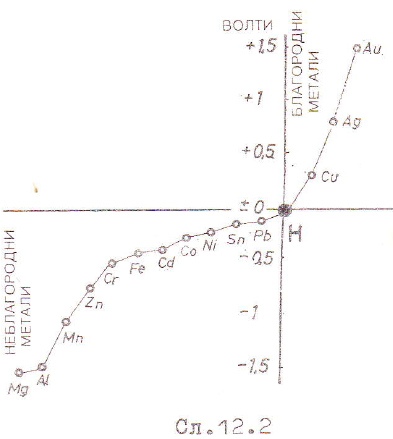 ВОЛТИ
+1,5
+1
+0,5
±0
-0,5
-1
-1,5
БЛАГОРОДНИ
МЕТАЛИ
НЕБЛАГОРОДНИ
МЕТАЛИ
Au
Ag
Cu
H
Pb
Sn
Ni
Co
Cd
Fe
Cr
Zn
Mn
Al
Mg
Сл.12.2